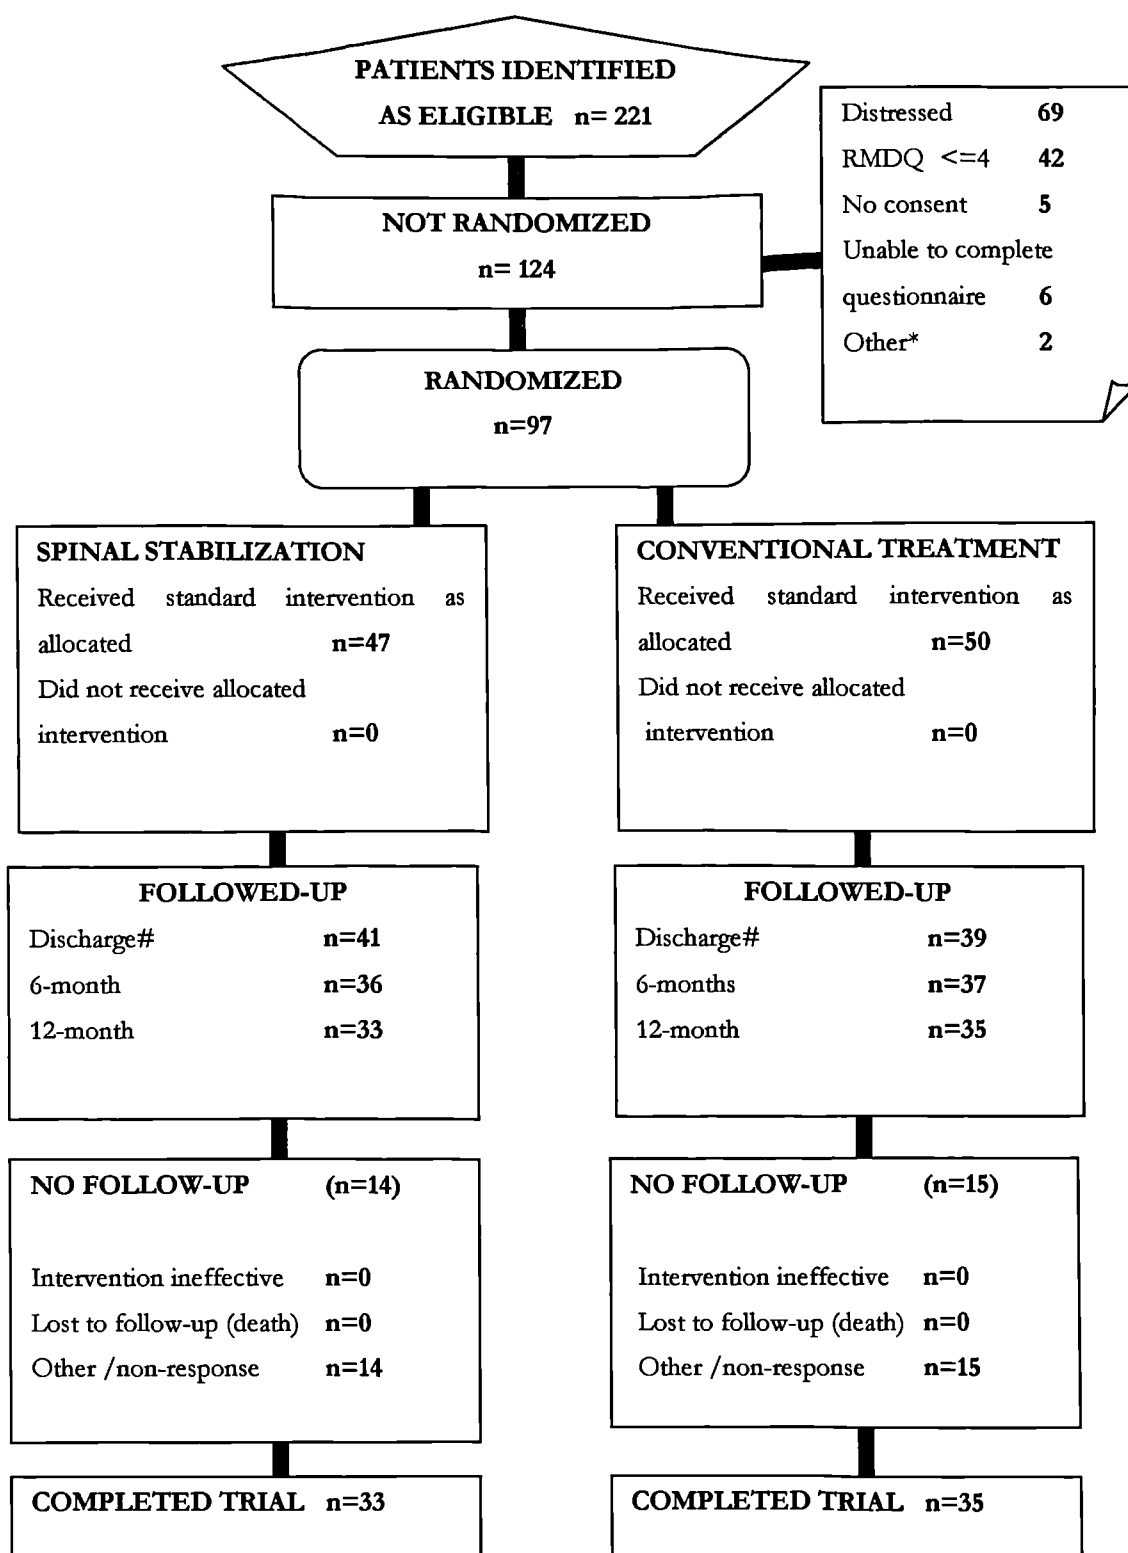 PATIENTS IDENTIFIED
AS ELIGIBLE n= 221
Distressed 69
RMDQ <=4 42
No consent 5
Unable to complete
questionnaire 6
Other* 2
NOT RANDOMIZED
n= 124
RANDOMIZED
n=97
SPINAL STABILIZATION
Received standard intervention as
allocated n=47
Did not receive allocated
intervention n=0
CONVENTIONAL TREATMENT
Received standard intervention as
allocated n=50
Did not receive allocated
intervention n=0
FOLLOWED-UP
Discharge# n=41
6-month n=36
12-month n=33
FOLLOWED-UP
Discharge# n=39
6-months n=37
12-month n=35
NO FOLLOW-UP (n=14)
Intervention ineffective n=0
Lost to follow-up (death) n=0
Other /non-response n=14
NO FOLLOW-UP (n=15)
Intervention ineffective n=0
Lost to follow-up (death) n=0
Other /non-response n=15
COMPLETED TRIAL n=33
COMPLETED TRIAL n=35